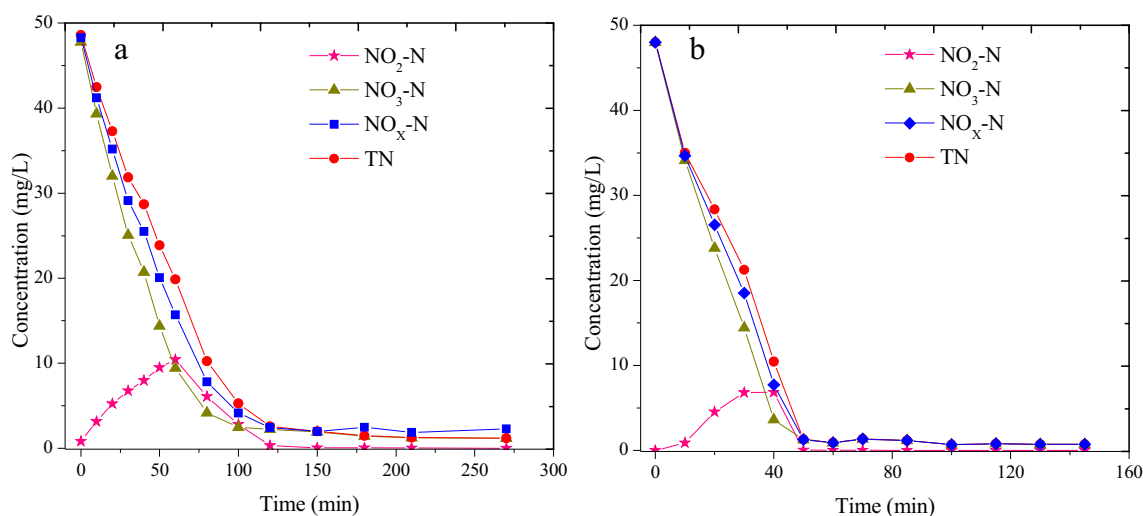 a
NO₂-N
NO₃-N
NOₓ-N
TN
Concentration (mg/L)
50
40
30
20
10
0
0 50 100 150 200 250 300
Time (min)
b
NO₂-N
NO₃-N
NOₓ-N
TN
Concentration (mg/L)
50
40
30
20
10
0
0 40 80 120 160
Time (min)